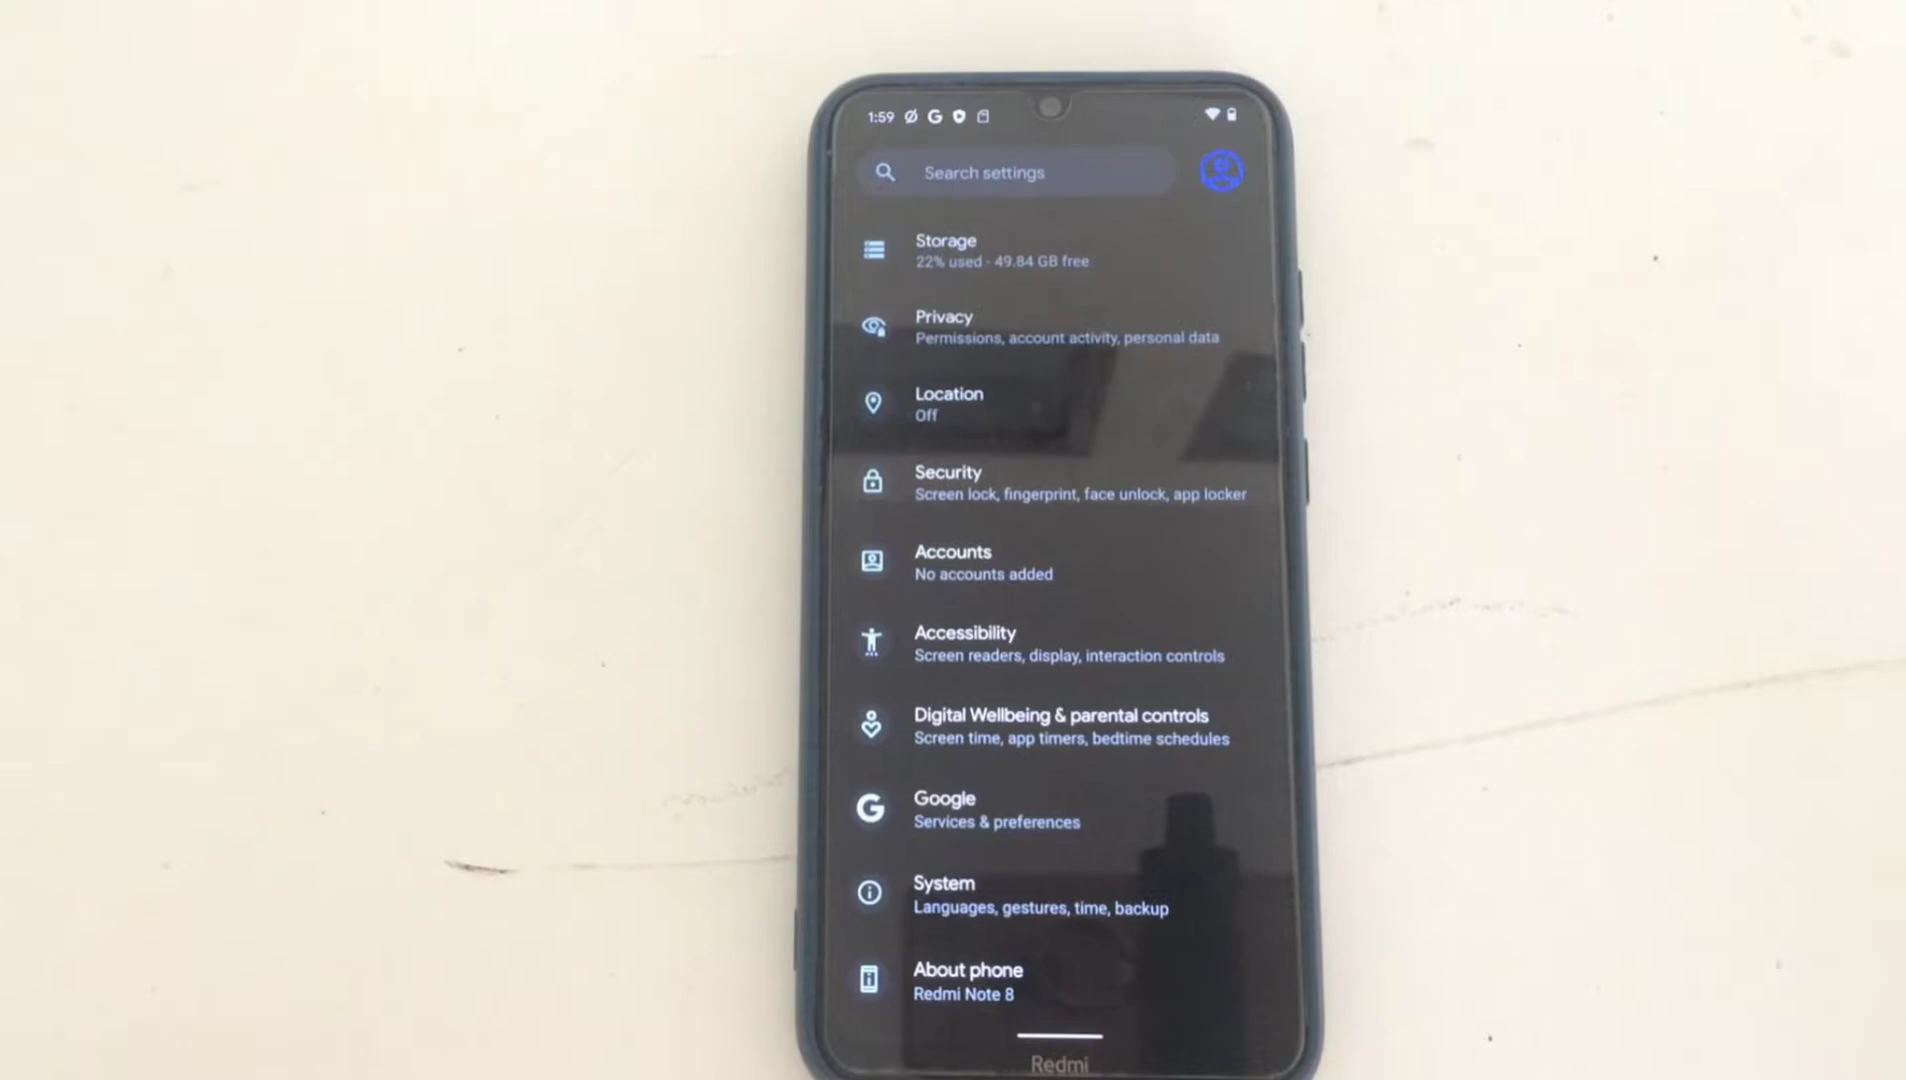 1:59
Search settings
Storage
22% used - 49.84 GB free
Privacy
Permissions, account activity, personal data
Location
Off
Security
Screen lock, fingerprint, face unlock, app locker
Accounts
No accounts added
Accessibility
Screen readers, display, interaction controls
Digital Wellbeing & parental controls
Screen time, app timers, bedtime schedules
Google
Services & preferences
System
Languages, gestures, time, backup
About phone
Redmi Note 8
Redmi